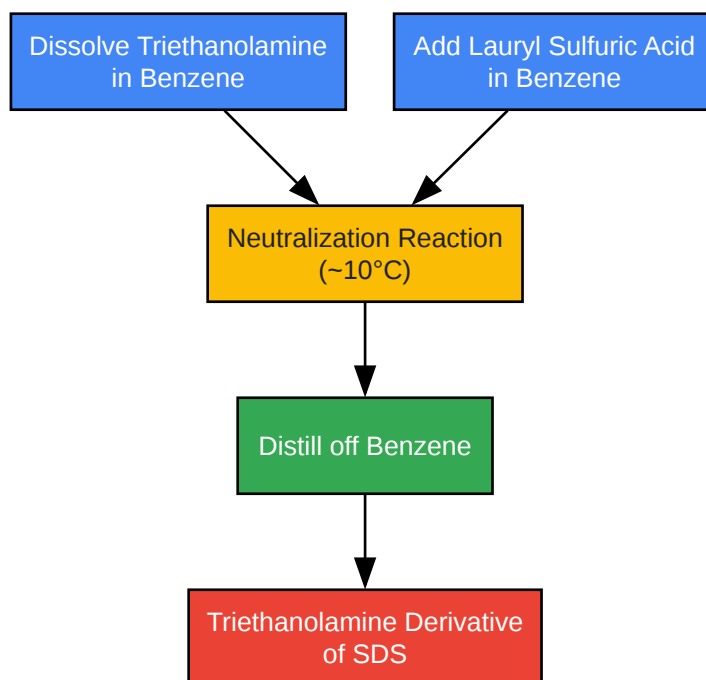 Dissolve Triethanolamine
in Benzene
Add Lauryl Sulfuric Acid
in Benzene
Neutralization Reaction
(~10°C)
Distill off Benzene
Triethanolamine Derivative
of SDS